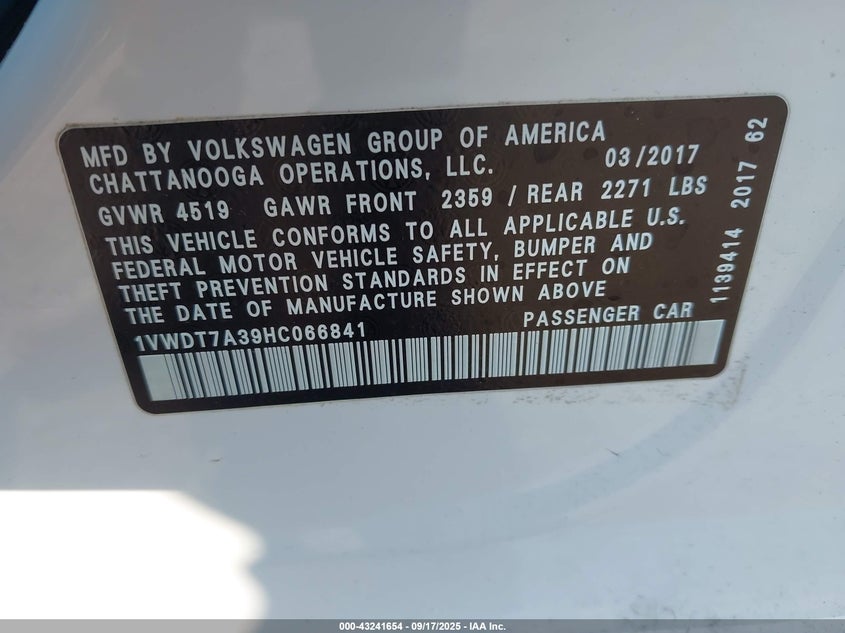 MFD BY VOLKSWAGEN GROUP OF AMERICA
CHATTANOOGA OPERATIONS, LLC. 03/2017
GVWR 4519 GAWR FRONT 2359 / REAR 2271 LBS
THIS VEHICLE CONFORMS TO ALL APPLICABLE U.S.
FEDERAL MOTOR VEHICLE SAFETY, BUMPER AND
THEFT PREVENTION STANDARDS IN EFFECT ON
THE DATE OF MANUFACTURE SHOWN ABOVE
1VWDT7A39HC066841 PASSENGER CAR
1139414 2017 62
000-43241654 - 09/17/2025 - IAA Inc.